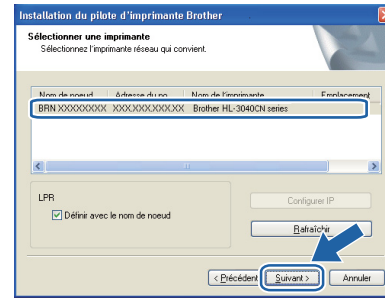 Installation du pilote d'imprimante Brother
Sélectionner une imprimante
Sélectionnez l'imprimante réseau qui convient.
Nom de noeud Adresse du no Nom de l'imprimante Emplacement
BRN XXXXXXXXX XXX.XXX.XXX.XX Brother HL-3040CN series
LPR
Définir avec le nom de noeud
Configurer IP
Rafraîchir
< Précédent Suivant > Annuler